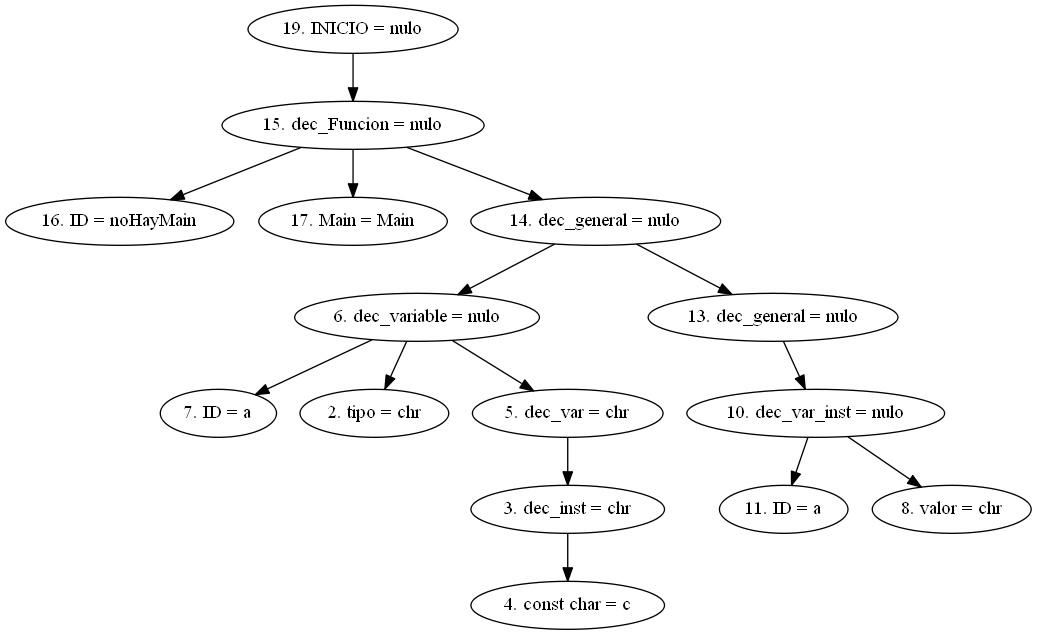 19. INICIO = nulo
15. dec_Funcion = nulo
16. ID = noHayMain
17. Main = Main
14. dec_general = nulo
6. dec_variable = nulo
13. dec_general = nulo
7. ID = a
2. tipo = chr
5. dec_var = chr
10. dec_var_inst = nulo
3. dec_inst = chr
11. ID = a
8. valor = chr
4. const char = c